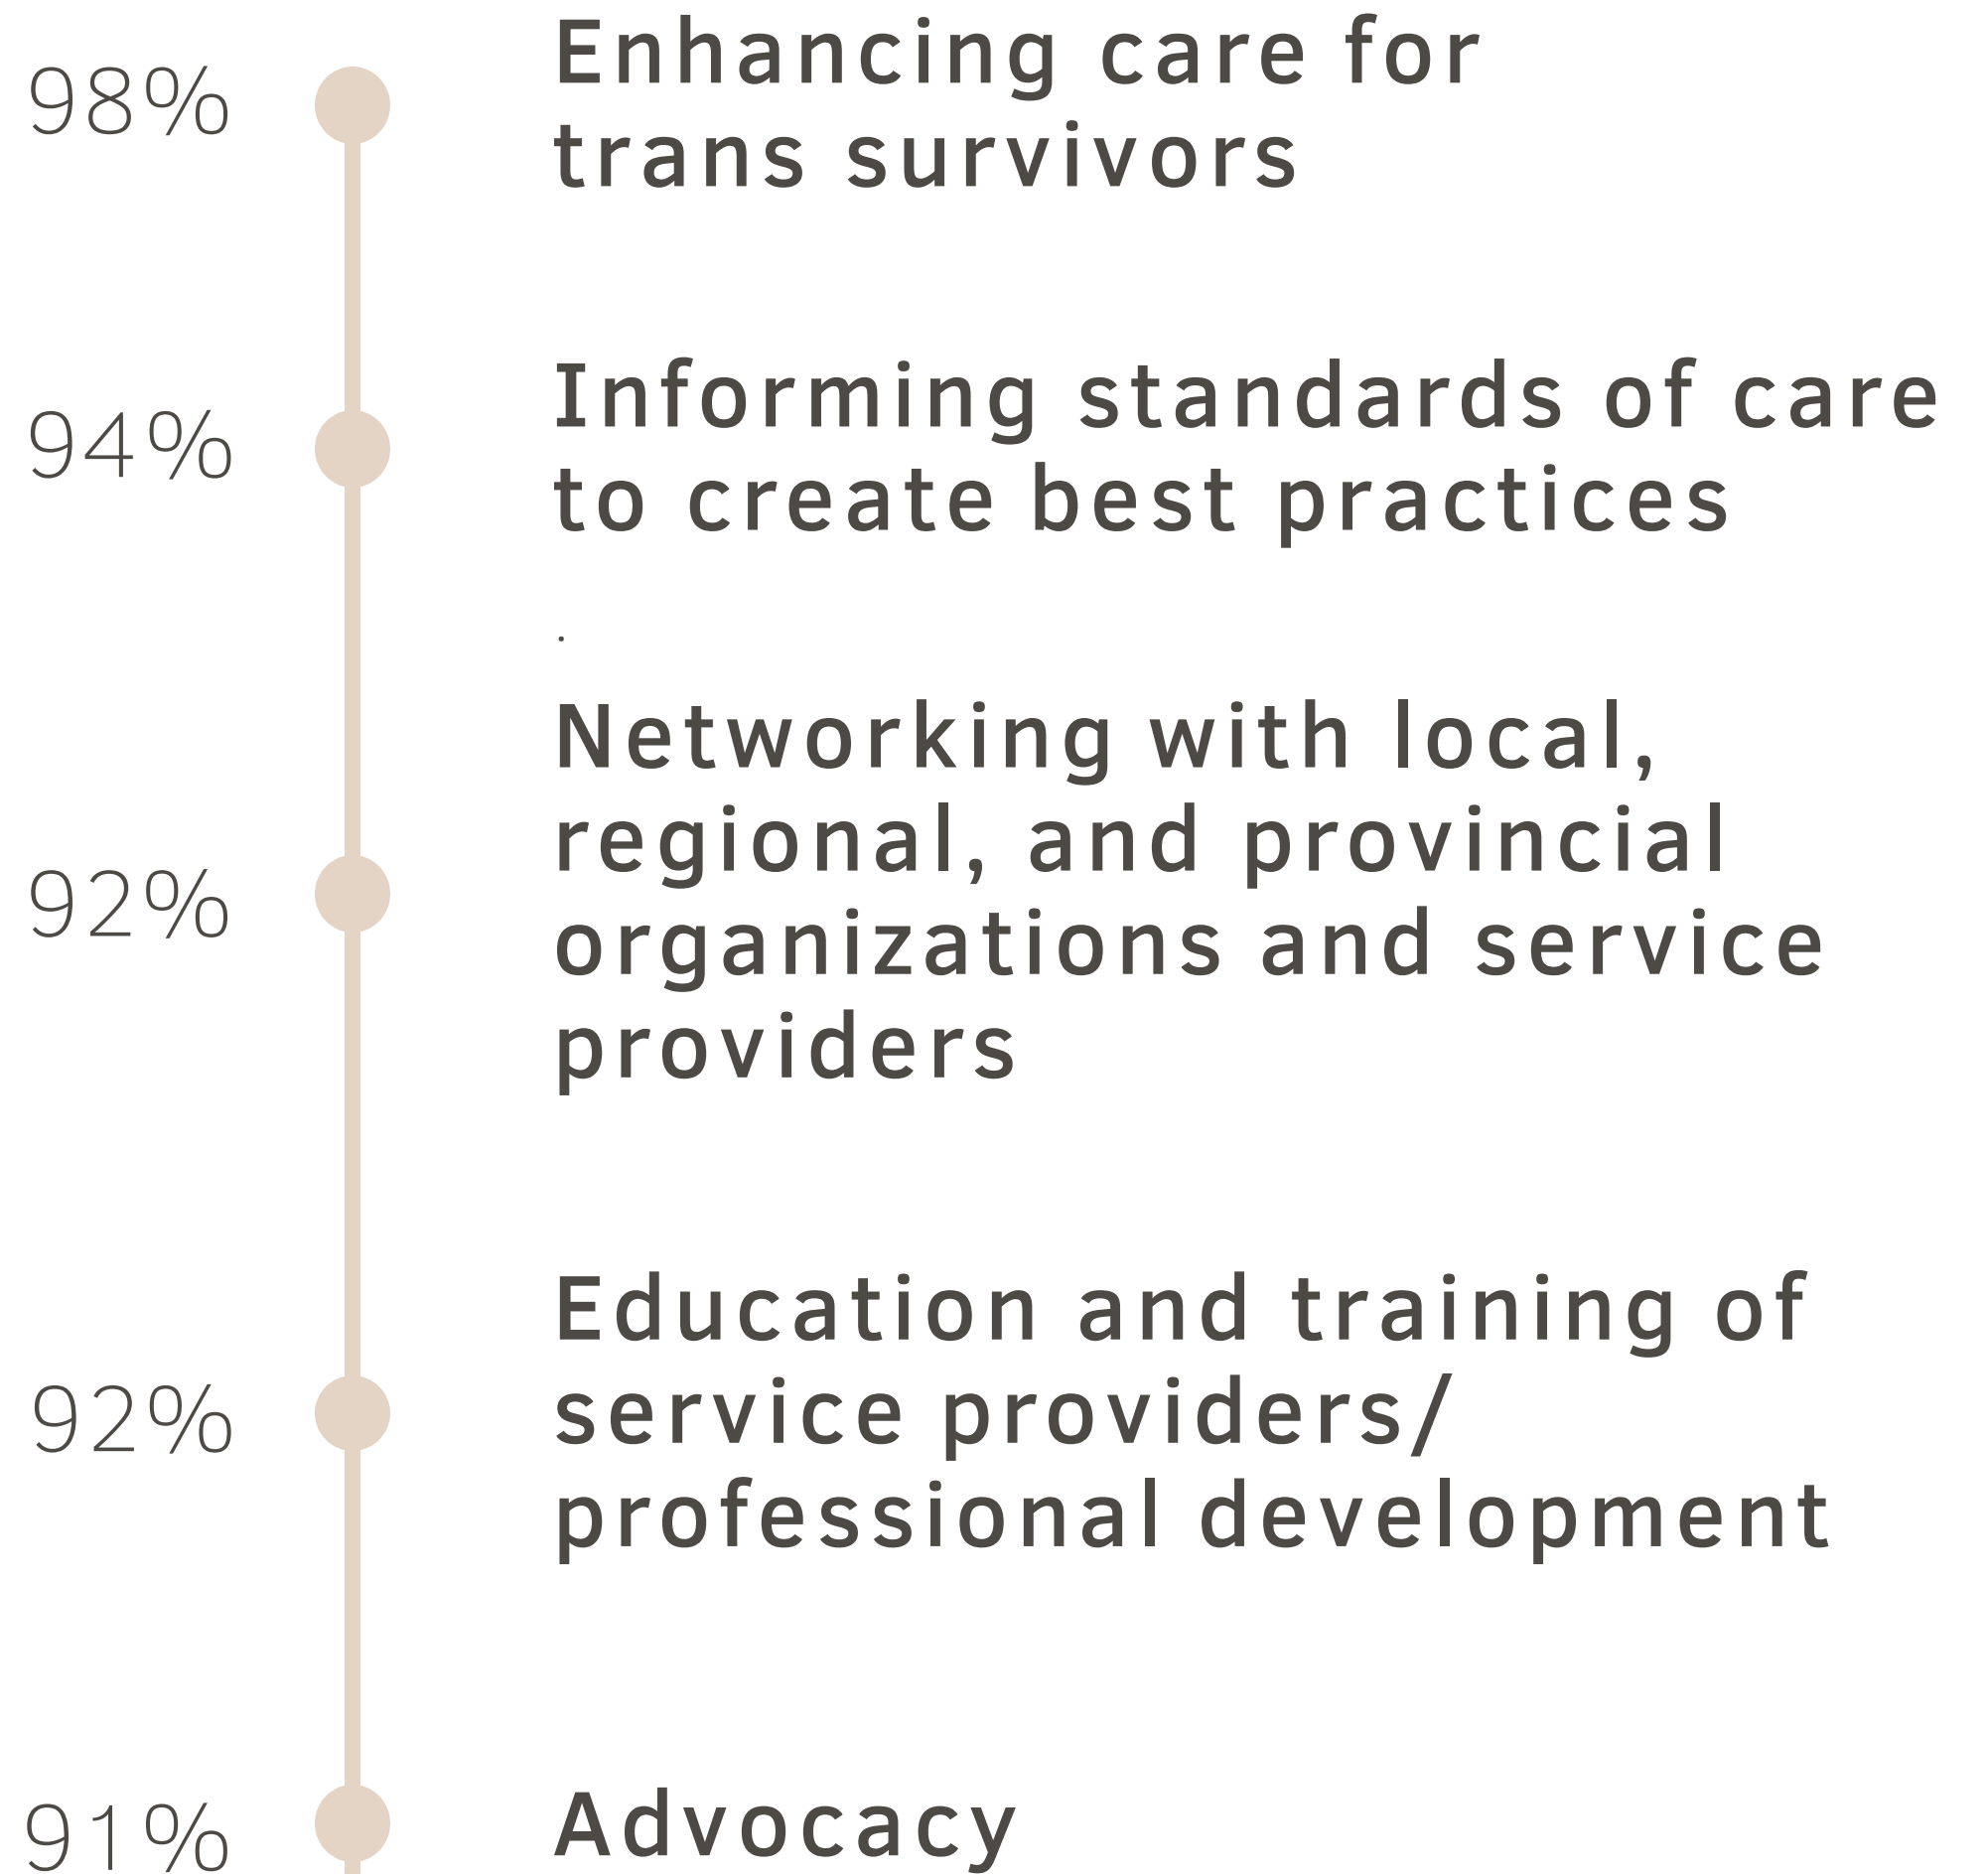 98%
Enhancing care for
trans survivors
94%
Informing standards of care
to create best practices
.
92%
Networking with local,
regional, and provincial
organizations and service
providers
92%
Education and training of
service providers/
professional development
91%
Advocacy